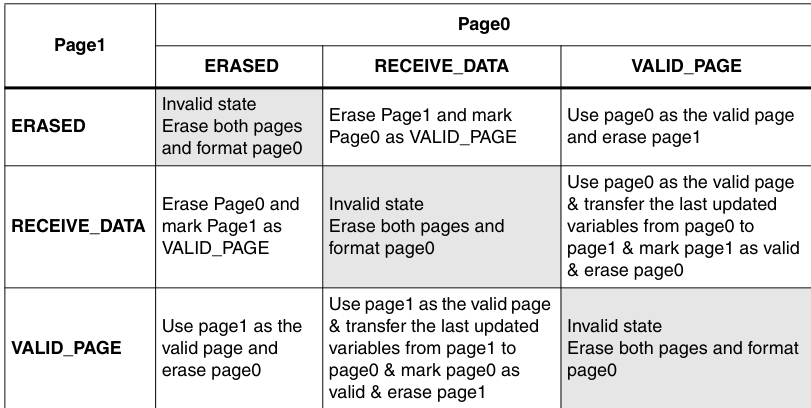 Page1
Page0
ERASED
RECEIVE_DATA
VALID_PAGE
ERASED
Invalid state
Erase both pages
and format page0
Erase Page1 and mark
Page0 as VALID_PAGE
Use page0 as the valid page
and erase page1
RECEIVE_DATA
Erase Page0 and
mark Page1 as
VALID_PAGE
Invalid state
Erase both pages and
format page0
Use page0 as the valid page
& transfer the last updated
variables from page0 to
page1 & mark page1 as valid
& erase page0
VALID_PAGE
Use page1 as the
valid page and
erase page0
Use page1 as the valid page
& transfer the last updated
variables from page1 to
page0 & mark page0 as
valid & erase page1
Invalid state
Erase both pages and format
page0